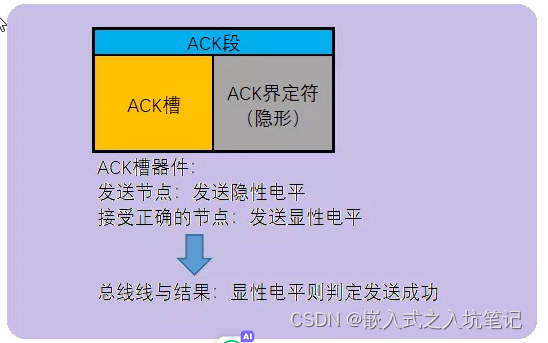 ACK段
ACK槽
ACK界定符
（隐形）
ACK槽器件：
发送节点：发送隐性电平
接受正确的节点：发送显性电平
总线线与结果：显性电平则判定发送成功
CSDN @嵌入式之入坑笔记
AI